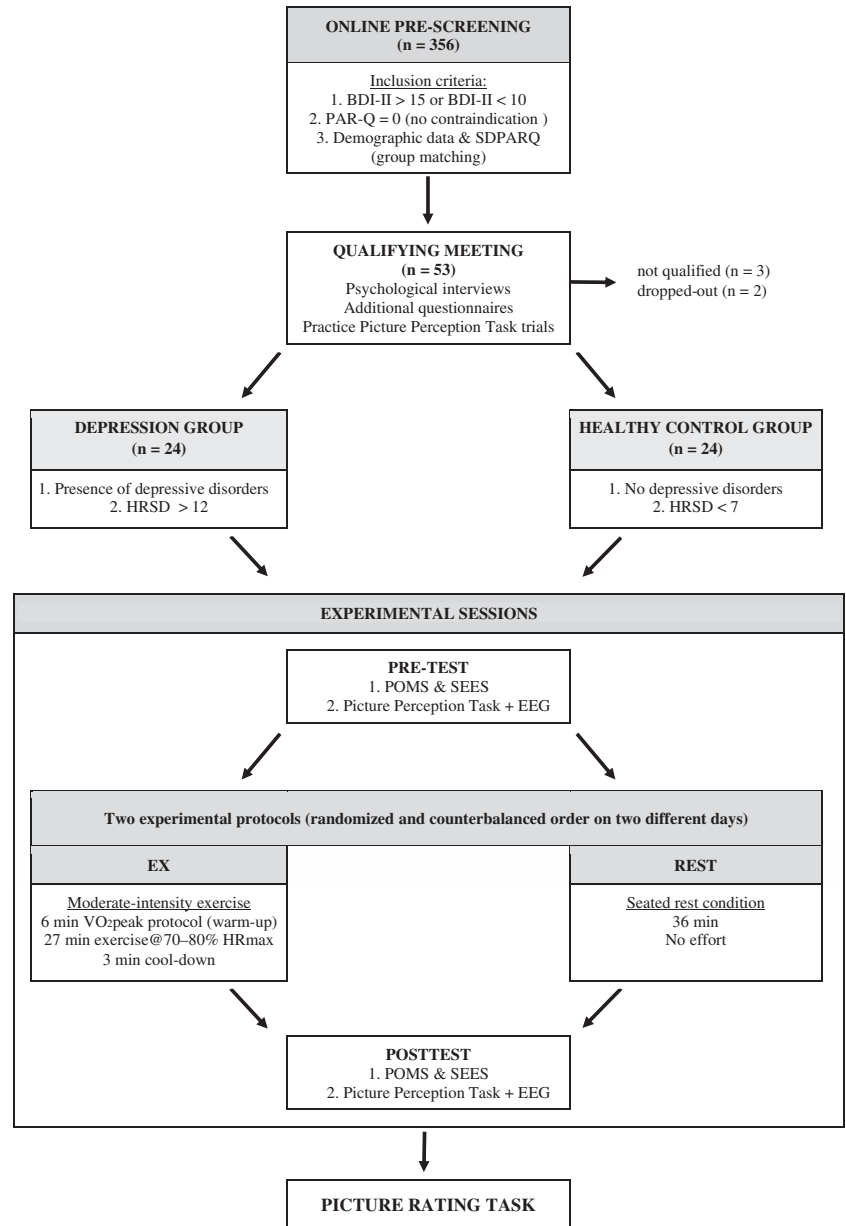 ONLINE PRE-SCREENING
(n = 356)
Inclusion criteria:
1. BDI-II > 15 or BDI-II < 10
2. PAR-Q = 0 (no contraindication )
3. Demographic data & SDPARQ
(group matching)
QUALIFYING MEETING
(n = 53)
Psychological interviews
Additional questionnaires
Practice Picture Perception Task trials
not qualified (n = 3)
dropped-out (n = 2)
DEPRESSION GROUP
(n = 24)
1. Presence of depressive disorders
2. HRSD > 12
HEALTHY CONTROL GROUP
(n = 24)
1. No depressive disorders
2. HRSD < 7
EXPERIMENTAL SESSIONS
PRE-TEST
1. POMS & SEES
2. Picture Perception Task + EEG
Two experimental protocols (randomized and counterbalanced order on two different days)
EX
Moderate-intensity exercise
6 min VO2peak protocol (warm-up)
27 min exercise@70–80% HRmax
3 min cool-down
REST
Seated rest condition
36 min
No effort
POSTTEST
1. POMS & SEES
2. Picture Perception Task + EEG
PICTURE RATING TASK